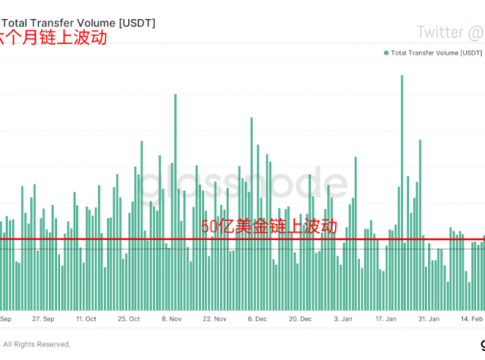 Total Transfer Volume [USDT]
六个月链上波动
Twitter @
Total Transfer Volume [USDT]
glassnode
50亿美金链上波动
Sep 27. Sep 11. Oct 25. Oct 8. Nov 22. Nov 6. Dec 20. Dec 3. Jan 17. Jan 31. Jan 14. Feb
. All Rights Reserved.